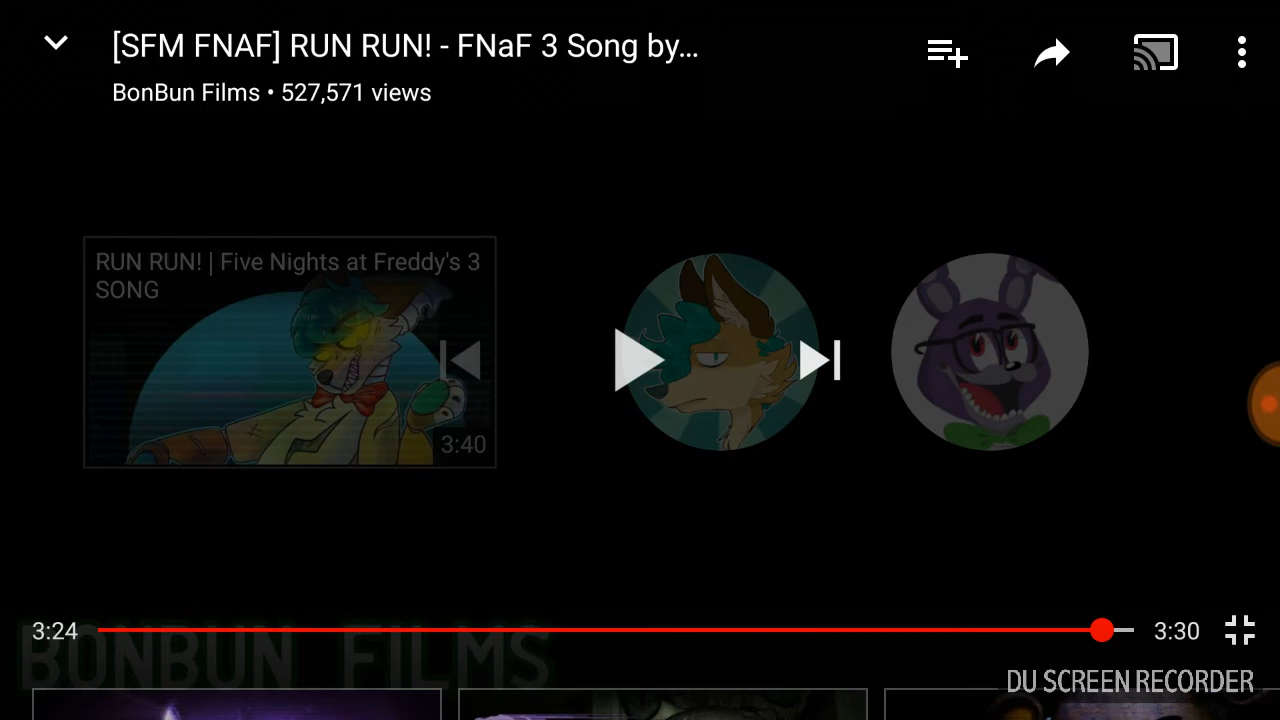 [SFM FNAF] RUN RUN! - FNaF 3 Song by...
BonBun Films • 527,571 views
RUN RUN! | Five Nights at Freddy's 3
SONG
3:40
3:24
3:30
BONBUN FILMS
DU SCREEN RECORDER